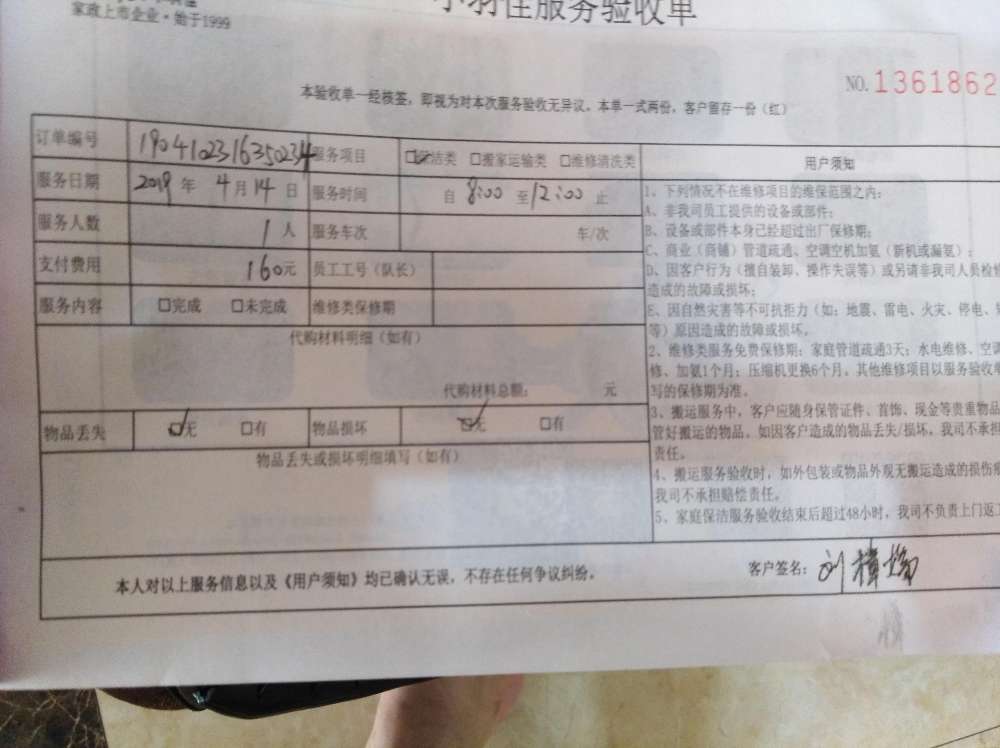 家政上市企业·始于1999
羽佳服务验收单
NO.1361862
本验收单一经核签，即视为对本次服务验收无异议。本单一式两份，客户留存一份（红）
订单编号 服务项目 ☑保洁类 □搬家运输类 □维修清洗类 用户须知
服务日期 2019 年 4 月 14 日 服务时间 自 8:00 至 12:00 止
服务人数 1 人 服务车次 车/次
支付费用 160元 员工工号（队长）
服务内容 □完成 □未完成 维修类保修期
代购材料明细（如有）
代购材料总额： 元
物品丢失 ☑无 □有 物品损坏 ☑无 □有
物品丢失或损坏明细填写（如有）
1、下列情况不在维修项目的维保范围之内：
A、非我司员工提供的设备或部件；
B、设备或部件本身已经超过出厂保修期；
C、商业（商铺）管道疏通、空调空机加氨（新机或漏氨）；
D、因客户行为（擅自装卸、操作失误等）或另请非我司人员检修
造成的故障或损坏；
E、因自然灾害等不可抗拒力（如：地震、雷电、火灾、停电、
等）原因造成的故障或损坏。
2、维修类服务免费保修期：家庭管道疏通3天；水电维修、空调
修、加氨1个月；压缩机更换6个月。其他维修项目以服务验收单
写的保修期为准。
3、搬运服务中，客户应随身保管证件、首饰、现金等贵重物品
管好搬运的物品。如因客户造成的物品丢失/损坏，我司不承担
责任。
4、搬运服务验收时，如外包装或物品外观无搬运造成的损伤痕
我司不承担赔偿责任。
5、家庭保洁服务验收结束后超过48小时，我司不负责上门返工
本人对以上服务信息以及《用户须知》均已确认无误，不存在任何争议纠纷。 客户签名：